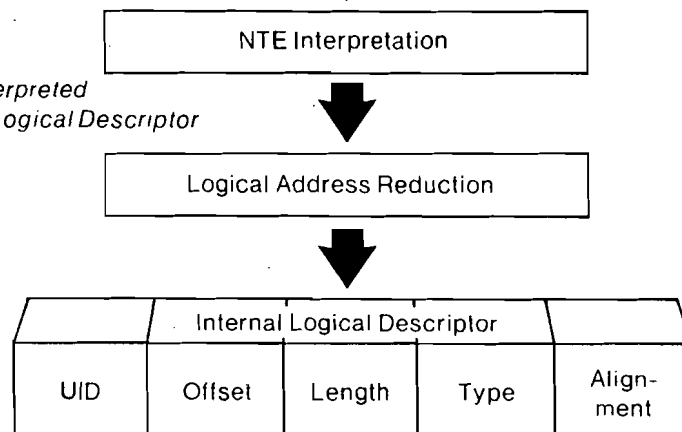 NTE Interpretation
erpreted
ogical Descriptor
Logical Address Reduction
Internal Logical Descriptor
UID Offset Length Type Align-
ment